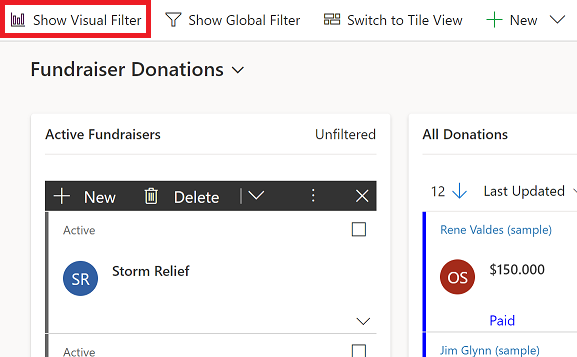 Show Visual Filter Show Global Filter Switch to Tile View New
Fundraiser Donations
Active Fundraisers Unfiltered
New Delete
Active
SR Storm Relief
Active
All Donations
12 Last Updated
Rene Valdes (sample)
OS $150.000
Paid
Jim Glynn (sample)